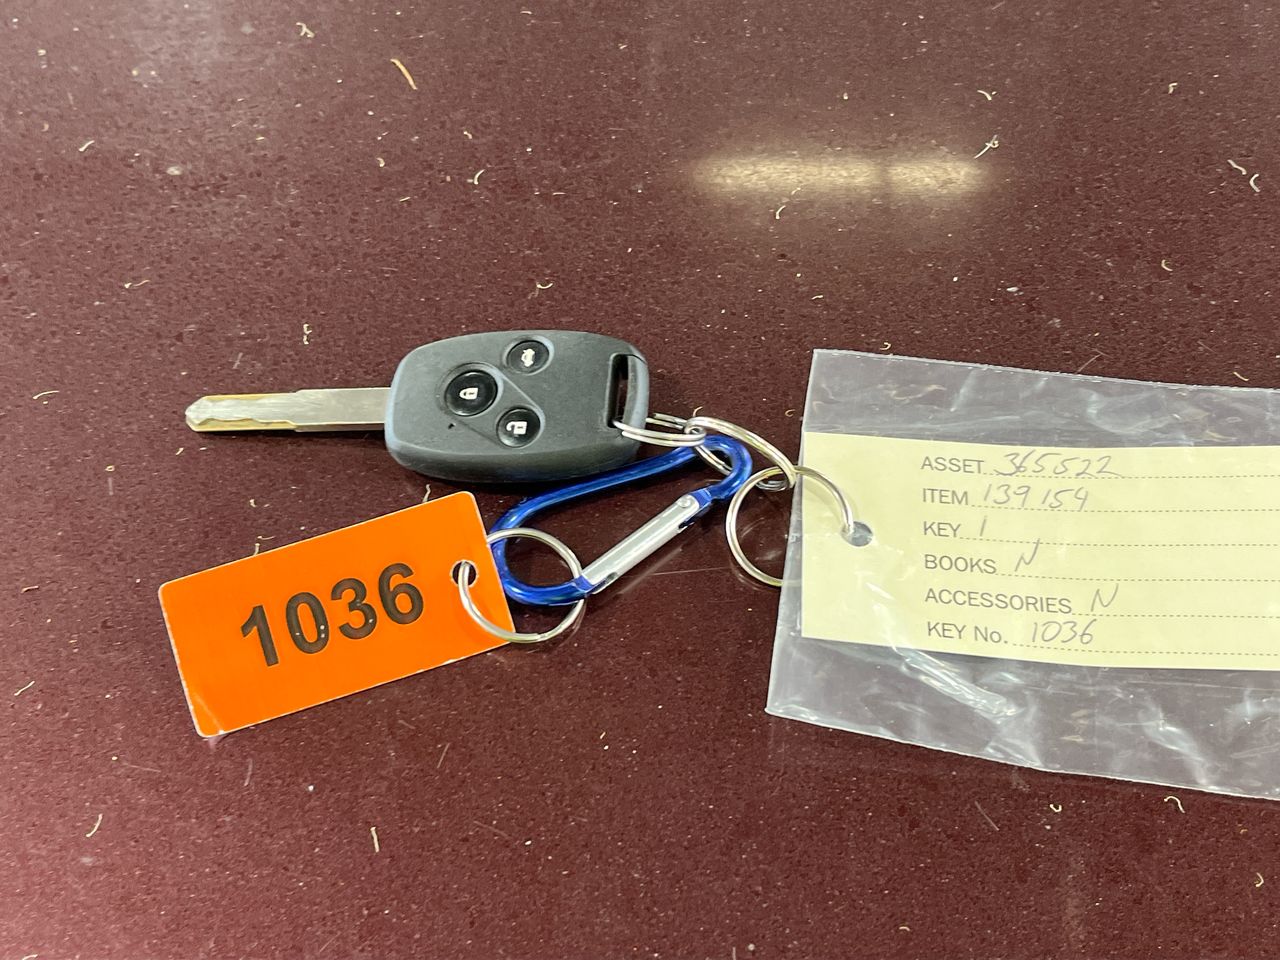 1036
ASSET 365522
ITEM 139154
KEY 1
BOOKS N
ACCESSORIES N
KEY No. 1036